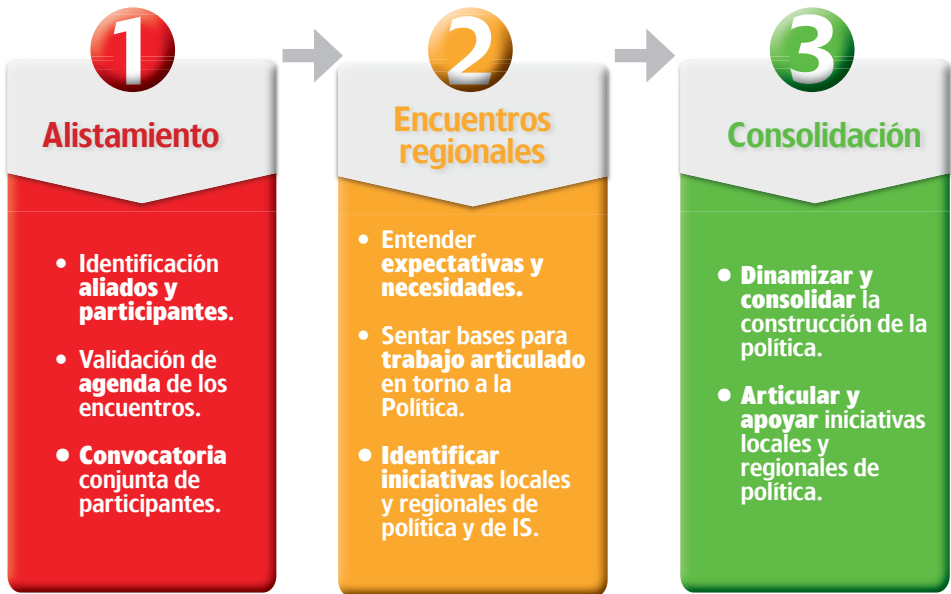 1
Alistamiento
• Identificación
aliados y
participantes.
• Validación de
agenda de los
encuentros.
• Convocatoria
conjunta de
participantes.
2
Encuentros
regionales
• Entender
expectativas y
necesidades.
• Sentar bases para
trabajo articulado
en torno a la
Política.
• Identificar
iniciativas locales
y regionales de
política y de IS.
3
Consolidación
• Dinamizar y
consolidar la
construcción de la
política.
• Articular y
apoyar iniciativas
locales y
regionales de
política.